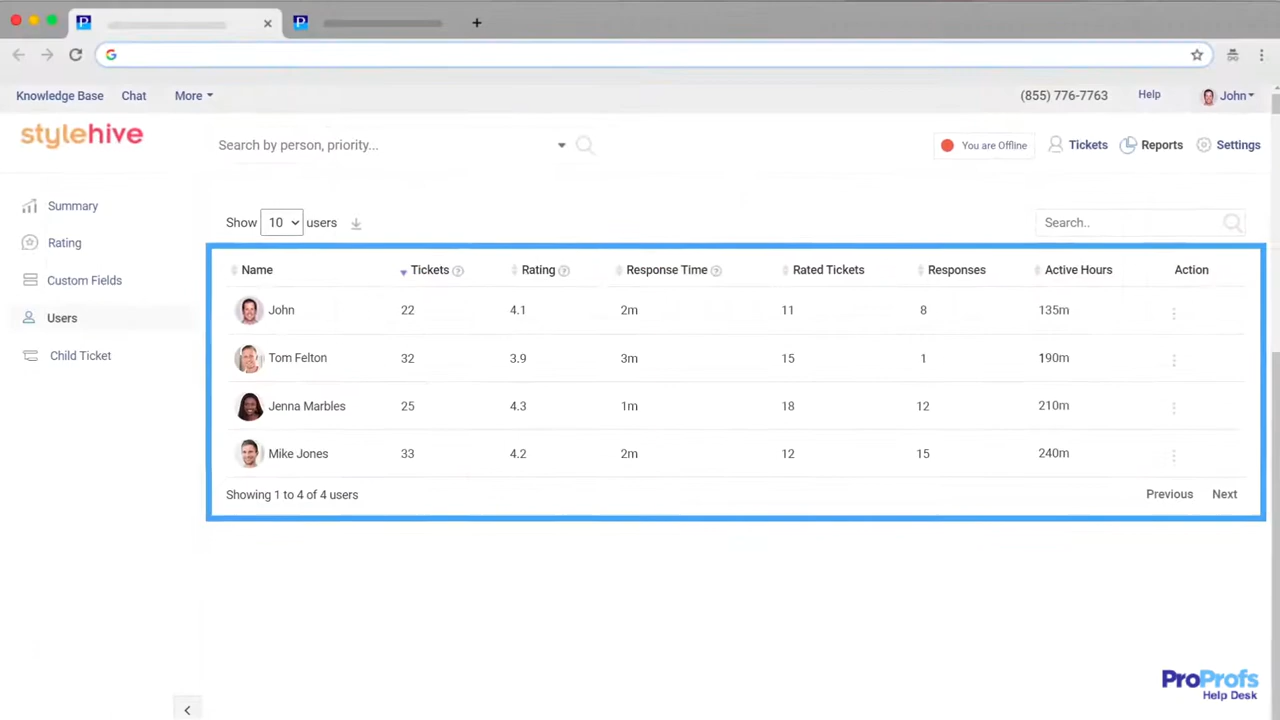 Knowledge Base Chat More (855) 776-7763 Help John
stylehive Search by person, priority... You are Offline Tickets Reports Settings
Summary
Rating
Custom Fields
Users
Child Ticket
Show 10 users Search..
Name Tickets Rating Response Time Rated Tickets Responses Active Hours Action
John 22 4.1 2m 11 8 135m
Tom Felton 32 3.9 3m 15 1 190m
Jenna Marbles 25 4.3 1m 18 12 210m
Mike Jones 33 4.2 2m 12 15 240m
Showing 1 to 4 of 4 users Previous Next
ProProfs
Help Desk